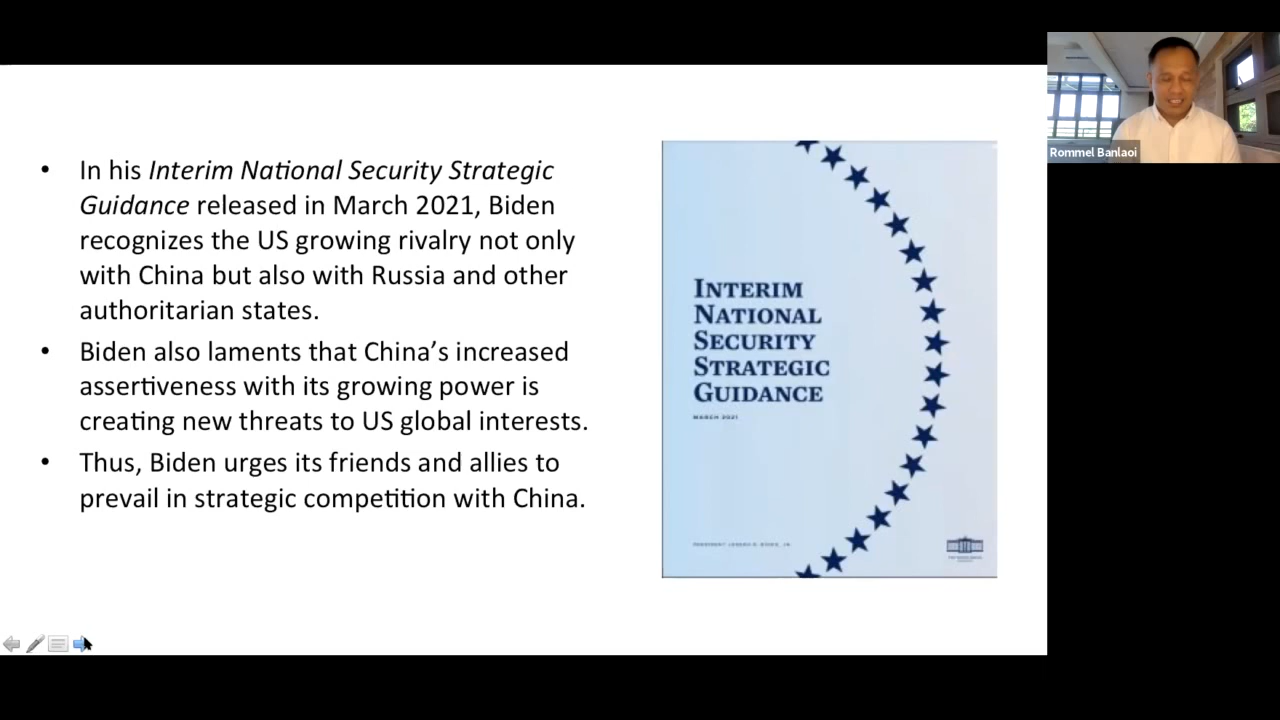 • In his Interim National Security Strategic
Guidance released in March 2021, Biden
recognizes the US growing rivalry not only
with China but also with Russia and other
authoritarian states.
• Biden also laments that China’s increased
assertiveness with its growing power is
creating new threats to US global interests.
• Thus, Biden urges its friends and allies to
prevail in strategic competition with China.
INTERIM
NATIONAL
SECURITY
STRATEGIC
GUIDANCE
MARCH 2021
PRESIDENT JOSEPH R. BIDEN, JR.
Rommel Banlaoi